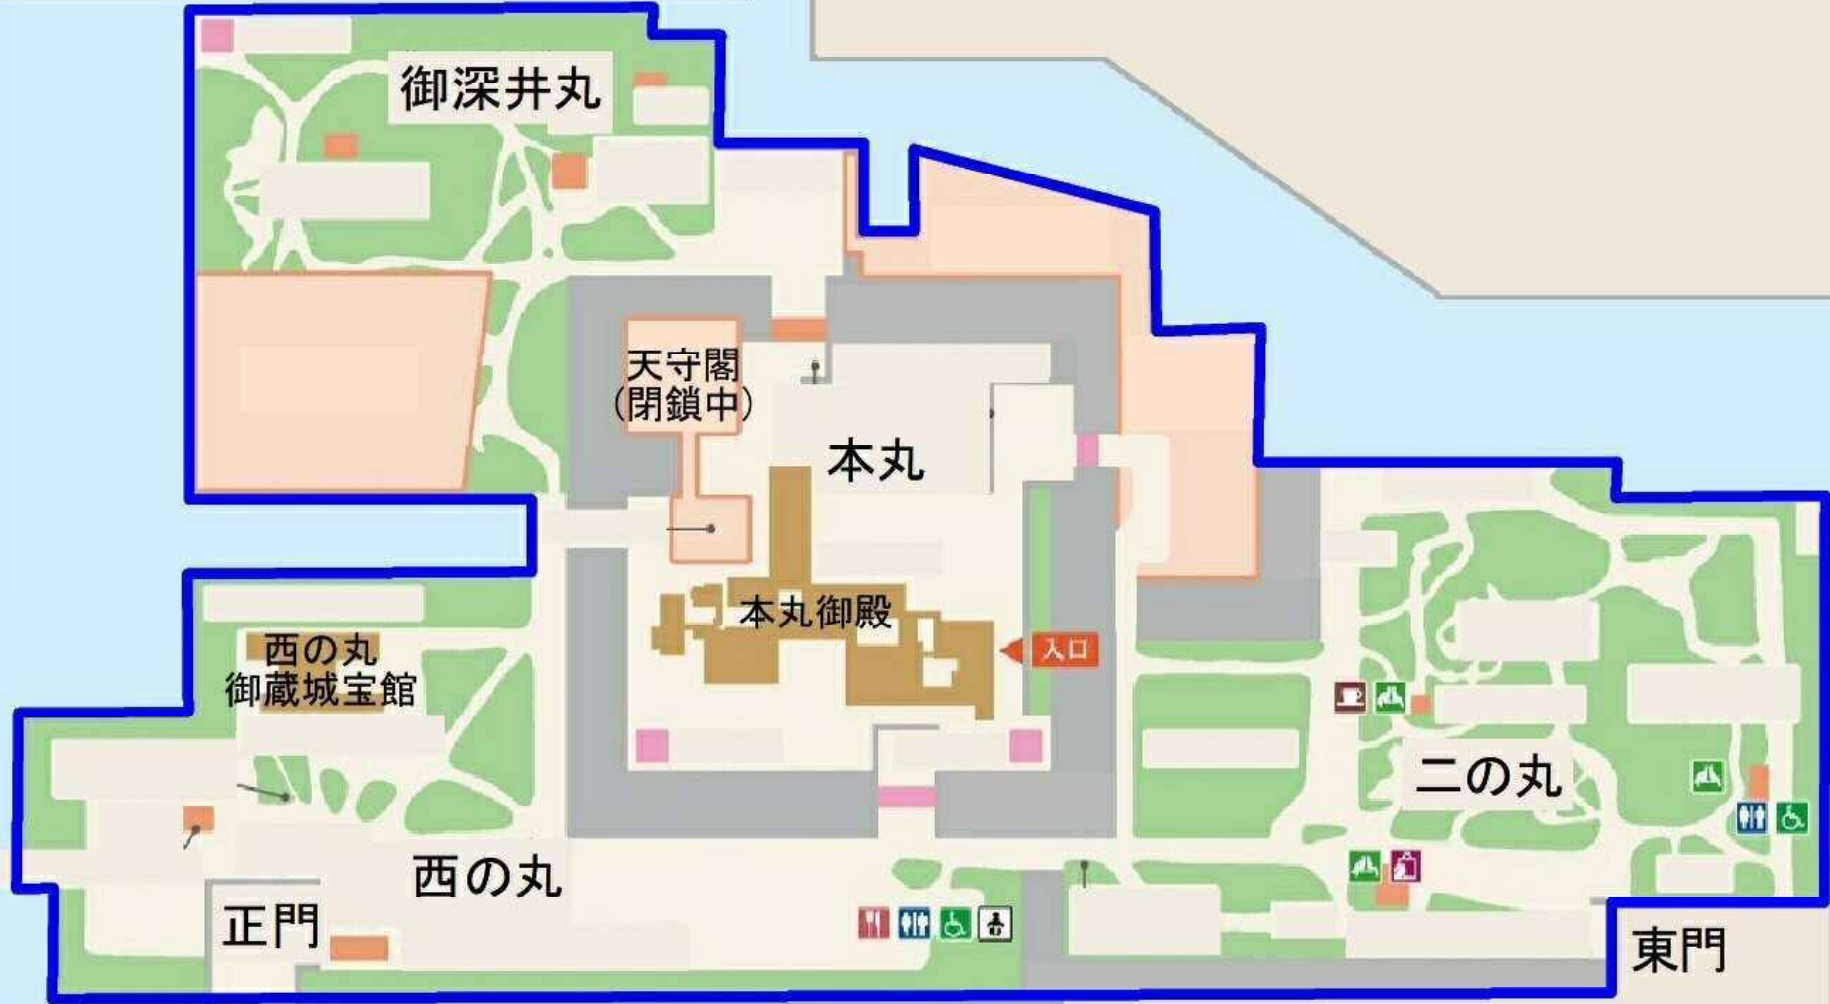 御深井丸
天守閣
(閉鎖中)
本丸
本丸御殿
入口
西の丸
御蔵城宝館
二の丸
西の丸
正門
東門